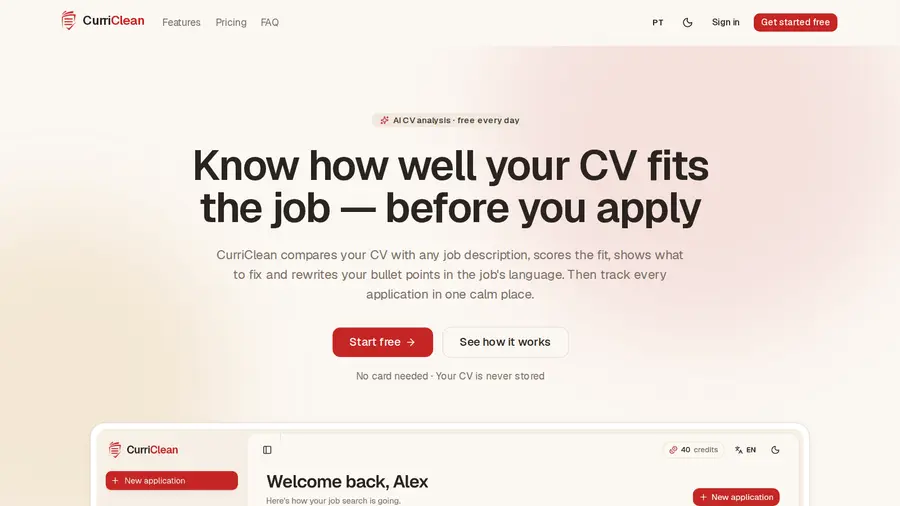 CurriClean
Features
Pricing
FAQ
PT
Sign in
Get started free
AI CV analysis · free every day
Know how well your CV fits
the job — before you apply
CurriClean compares your CV with any job description, scores the fit, shows what
to fix and rewrites your bullet points in the job's language. Then track every
application in one calm place.
Start free →
See how it works
No card needed · Your CV is never stored
CurriClean
40 credits
EN
+ New application
Welcome back, Alex
Here's how your job search is going.
+ New application